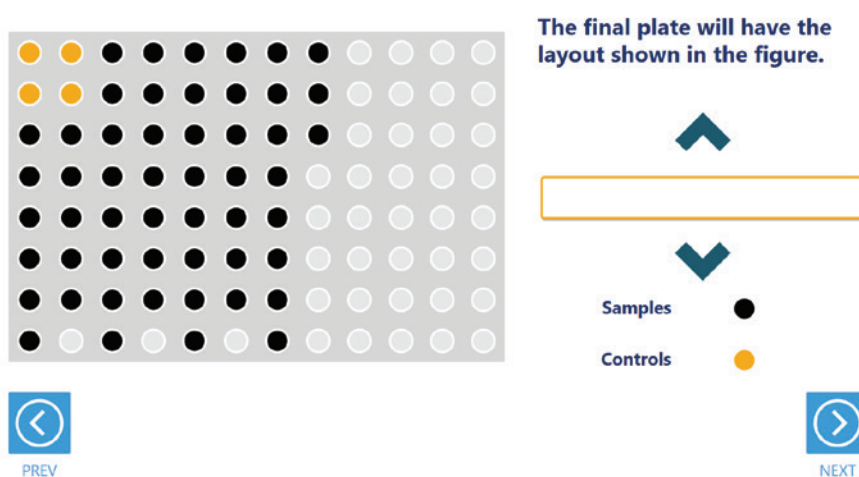 The final plate will have the
layout shown in the figure.
Samples
Controls
PREV
NEXT